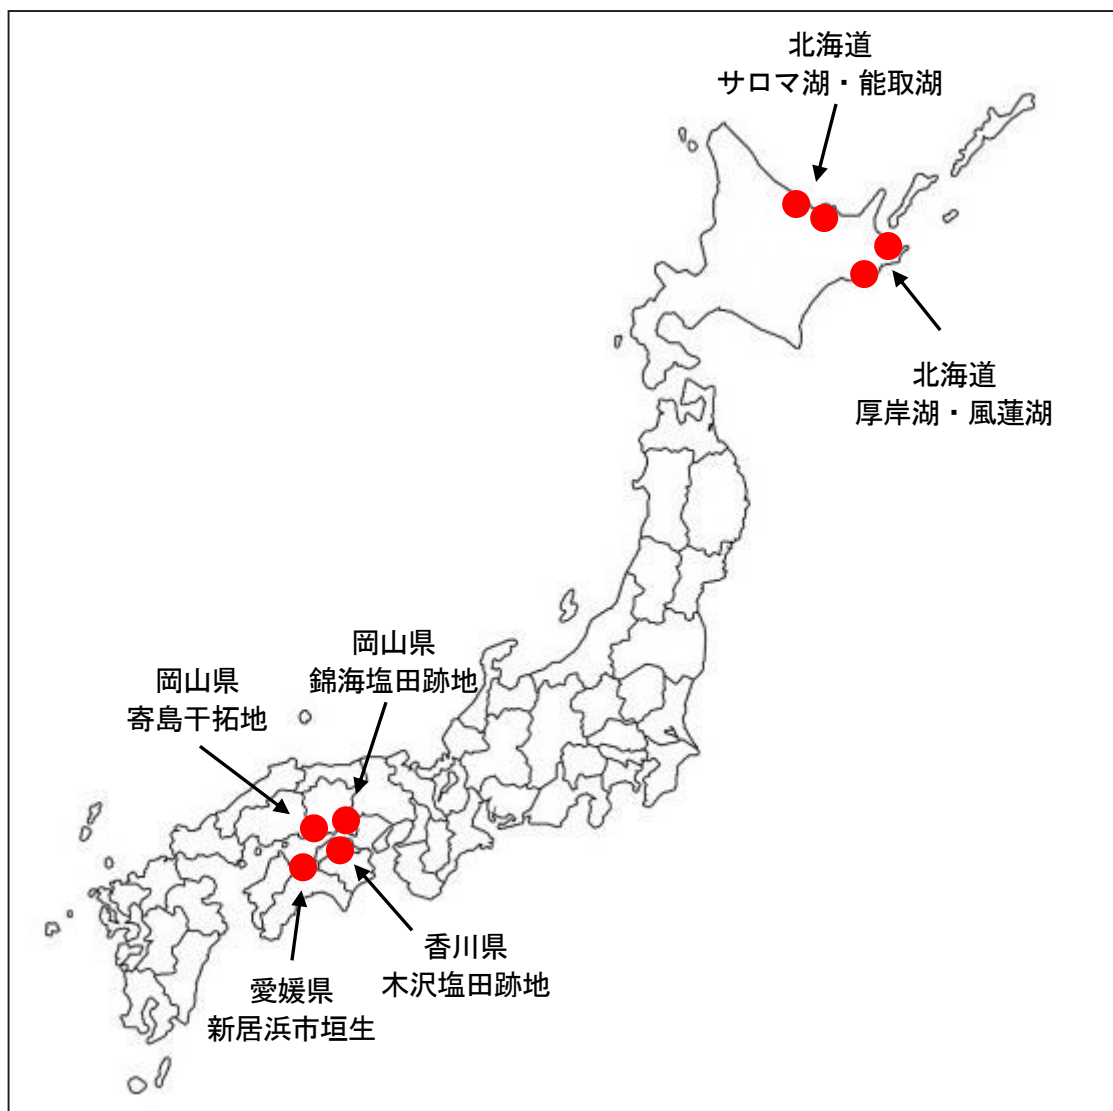 北海道
サロマ湖・能取湖
北海道
厚岸湖・風蓮湖
岡山県
錦海塩田跡地
岡山県
寄島干拓地
香川県
木沢塩田跡地
愛媛県
新居浜市垣生